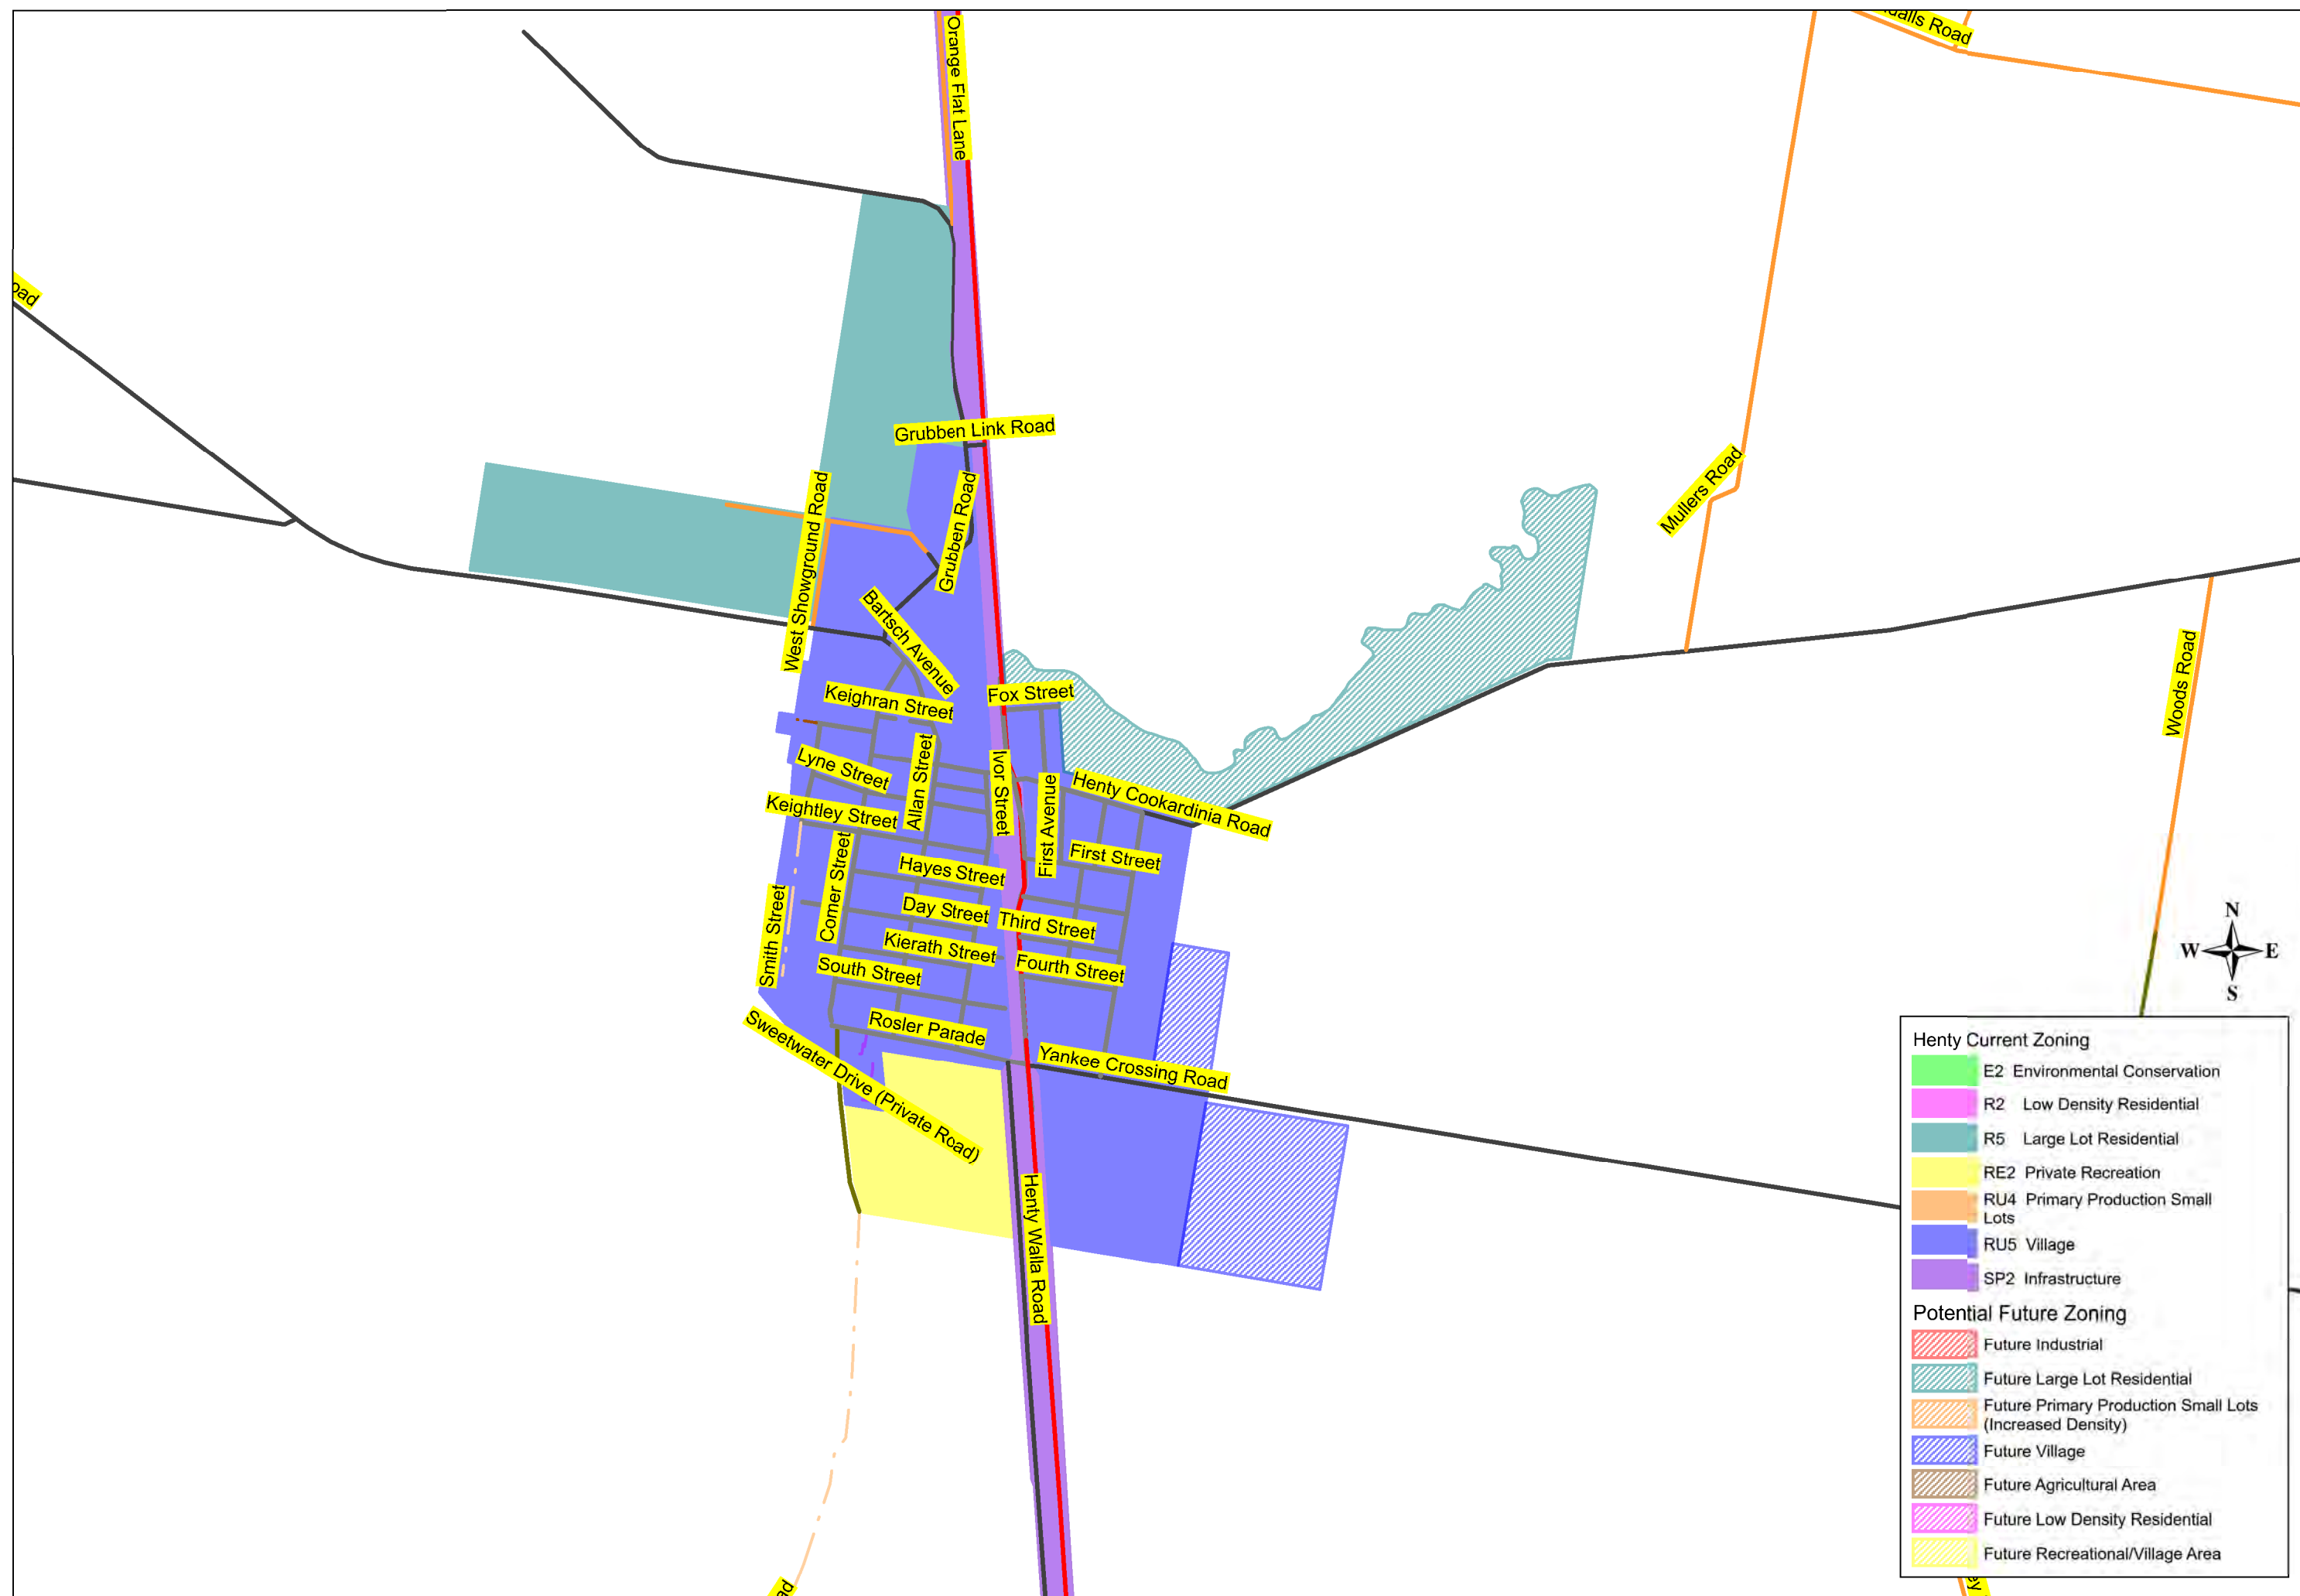 Orange Flat Lane
Road
oad
Grubben Link Road
West Showground Road
Grubben Road
Mullers Road
Bartsch Avenue
Woods Road
Keighran Street
Fox Street
Lyne Street
Allan Street
Ivor Street
First Avenue
Henty Cookardinia Road
Keightley Street
Comer Street
Hayes Street
First Street
Smith Street
Day Street
Third Street
Kierath Street
Fourth Street
South Street
Rosler Parade
Sweetwater Drive (Private Road)
Yankee Crossing Road
Henty Walla Road
N
W E
S
Henty Current Zoning
E2 Environmental Conservation
R2 Low Density Residential
R5 Large Lot Residential
RE2 Private Recreation
RU4 Primary Production Small
Lots
RU5 Village
SP2 Infrastructure
Potential Future Zoning
Future Industrial
Future Large Lot Residential
Future Primary Production Small Lots
(Increased Density)
Future Village
Future Agricultural Area
Future Low Density Residential
Future Recreational/Village Area